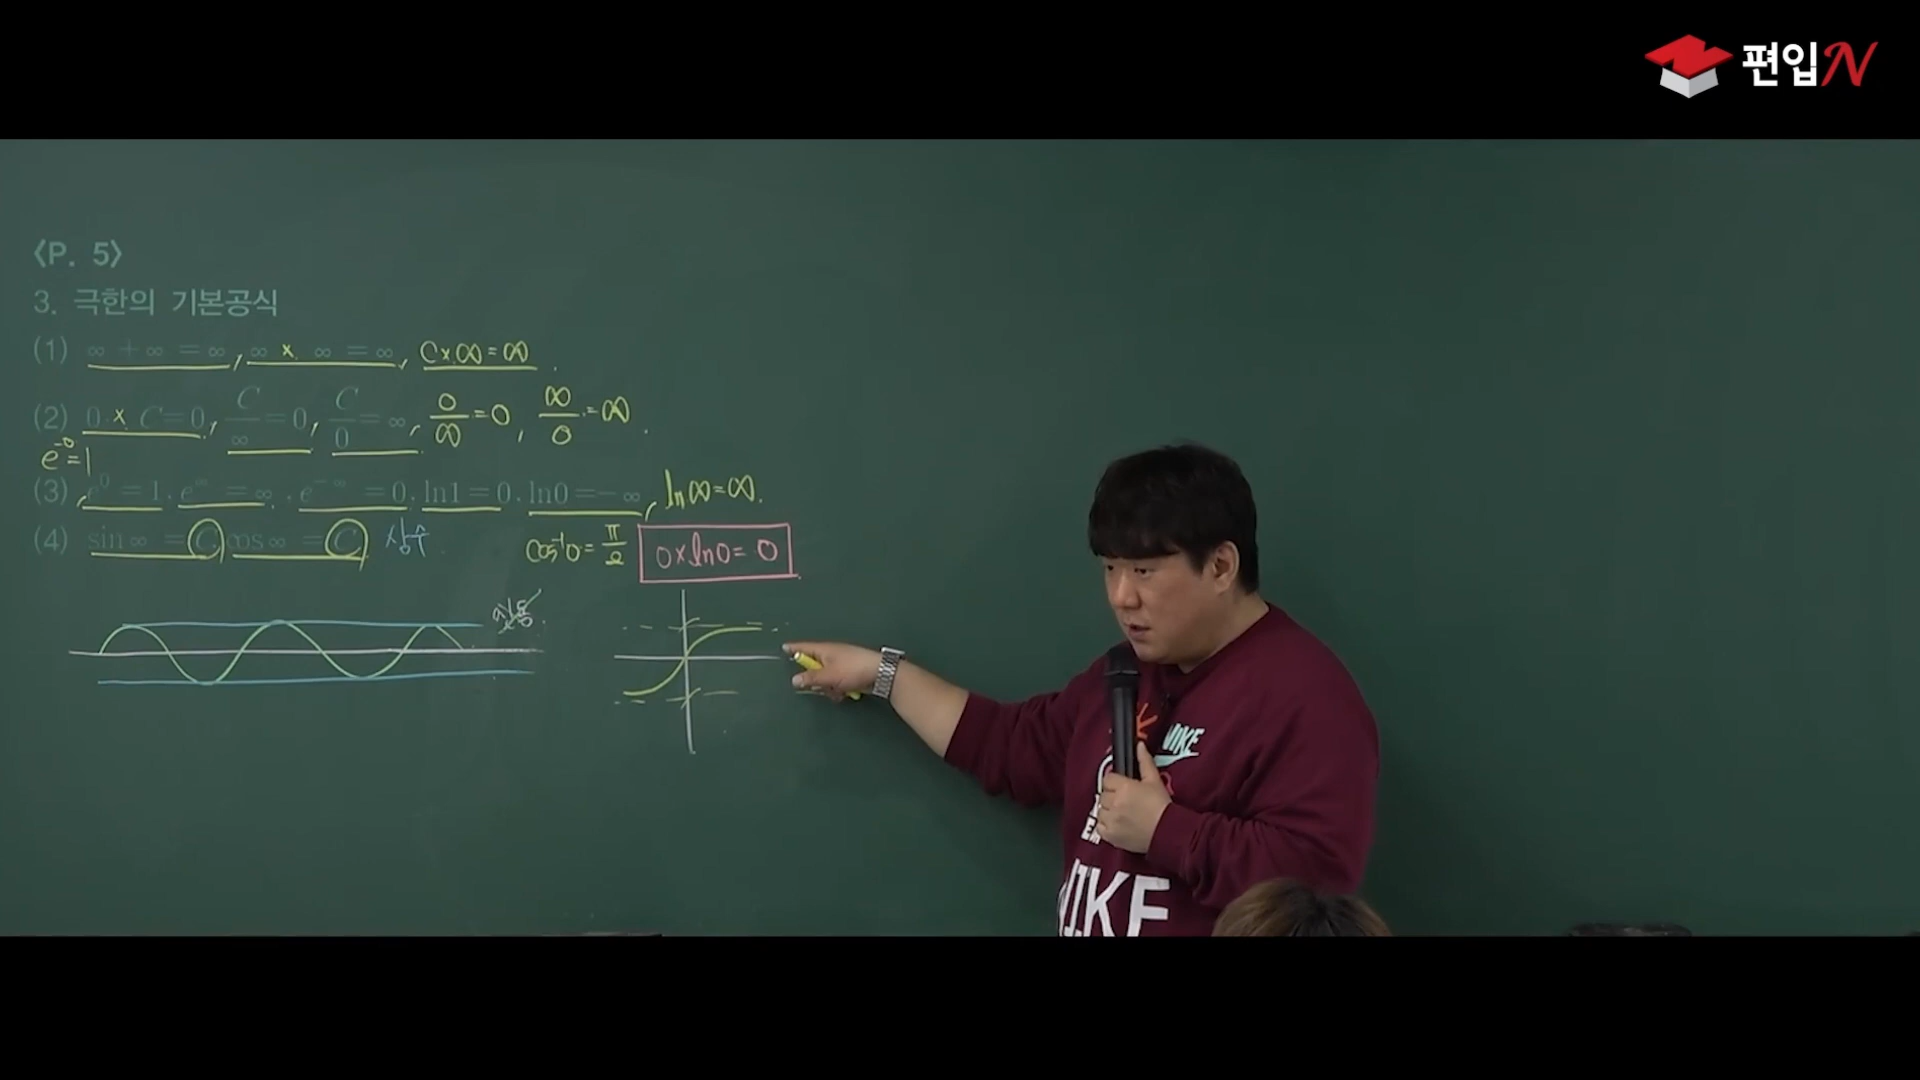 편입N
<P. 5>
3. 극한의 기본공식
(1) ∞ + ∞ = ∞, ∞ × ∞ = ∞, C×∞=∞.
(2) 0 × C=0, C/∞=0, C/0=∞, 0/∞=0, ∞/0=∞.
e⁻⁰=1
(3) e⁰=1, e^∞=∞, e^-∞=0, ln1=0, ln0=-∞, ln∞=∞.
(4) sin∞=C, cos∞=C 상수 cos⁻¹0=π/2 0×ln0=0
NIKE
NIKE